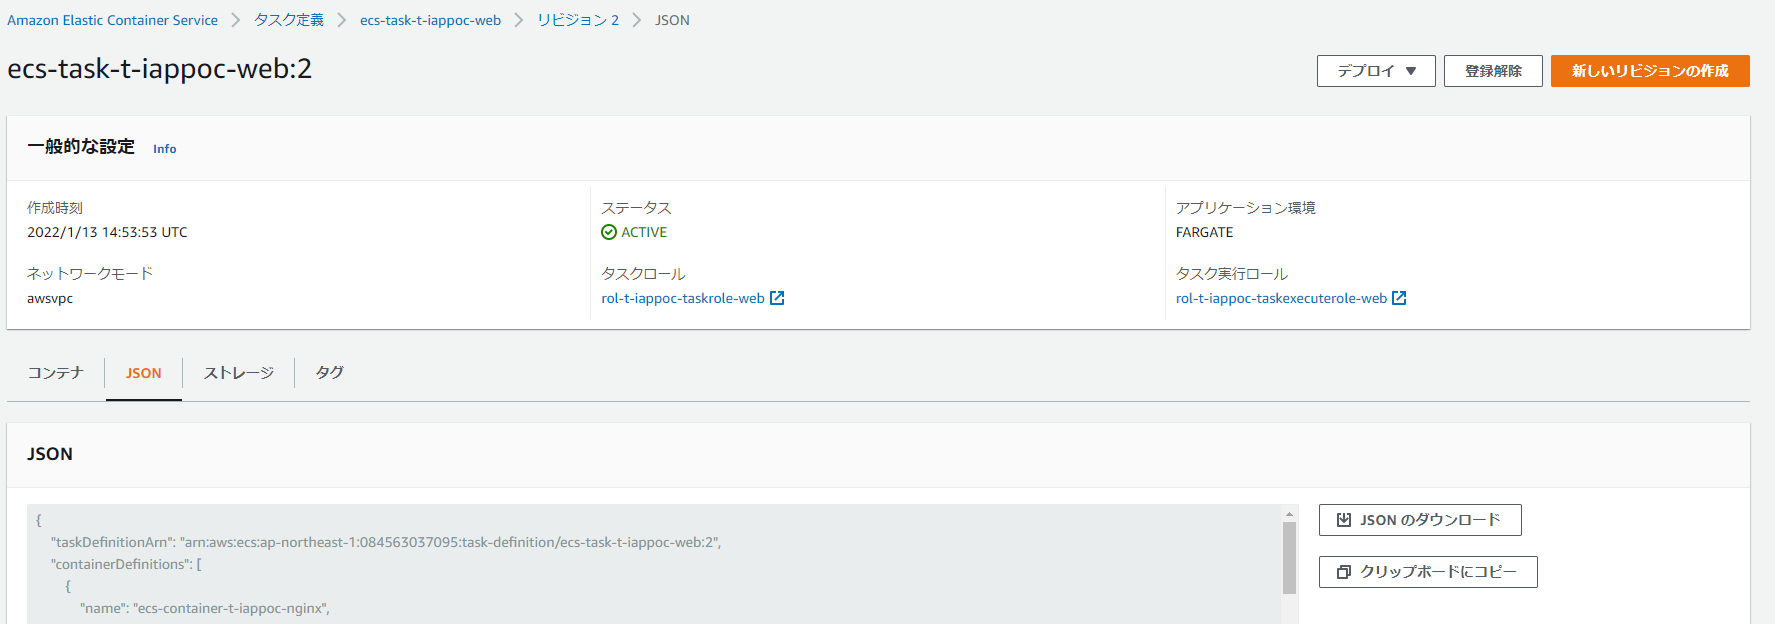 Amazon Elastic Container Service > タスク定義 > ecs-task-t-iappoc-web > リビジョン 2 > JSON
ecs-task-t-iappoc-web:2
デプロイ ▼
登録解除
新しいリビジョンの作成
一般的な設定 Info
作成時刻
2022/1/13 14:53:53 UTC
ステータス
ACTIVE
アプリケーション環境
FARGATE
ネットワークモード
awsvpc
タスクロール
rol-t-iappoc-taskrole-web
タスク実行ロール
rol-t-iappoc-taskexecuterole-web
コンテナ
JSON
ストレージ
タグ
JSON
{
"taskDefinitionArn": "arn:aws:ecs:ap-northeast-1:084563037095:task-definition/ecs-task-t-iappoc-web:2",
"containerDefinitions": [
{
"name": "ecs-container-t-iappoc-nginx",
JSON のダウンロード
クリップボードにコピー